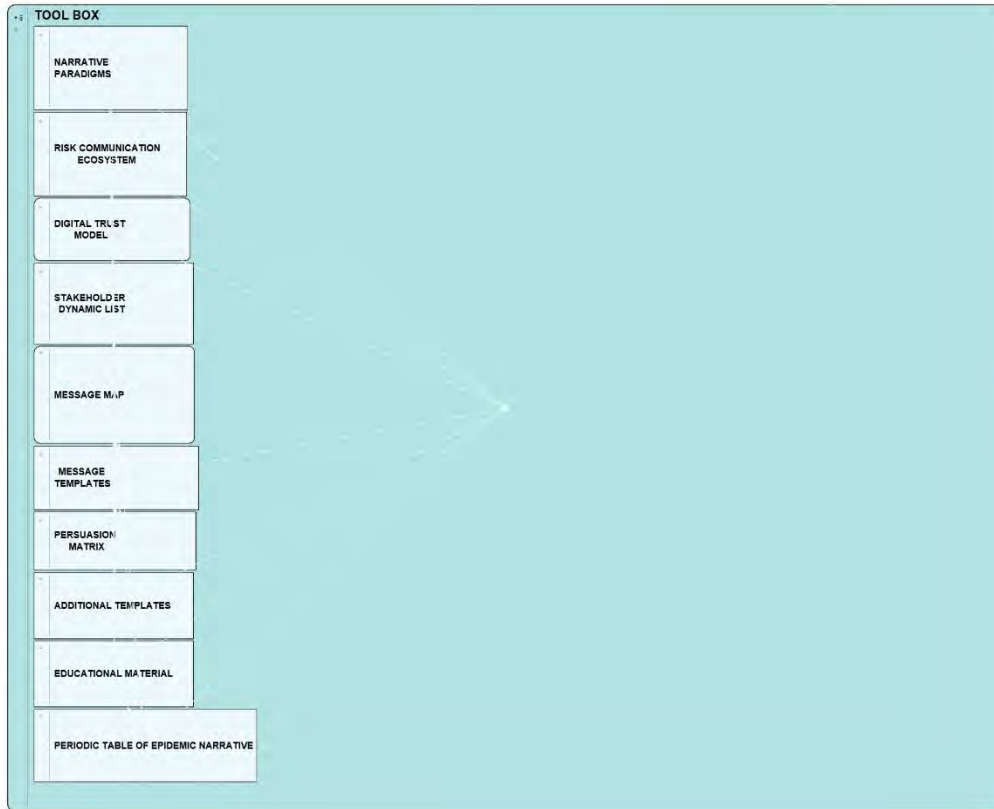 TOOL BOX
NARRATIVE
PARADIGMS
RISK COMMUNICATION
ECOSYSTEM
DIGITAL TRUST
MODEL
STAKEHOLDER
DYNAMIC LIST
MESSAGE MAP
MESSAGE
TEMPLATES
PERSUASION
MATRIX
ADDITIONAL TEMPLATES
EDUCATIONAL MATERIAL
PERIODIC TABLE OF EPIDEMIC NARRATIVE